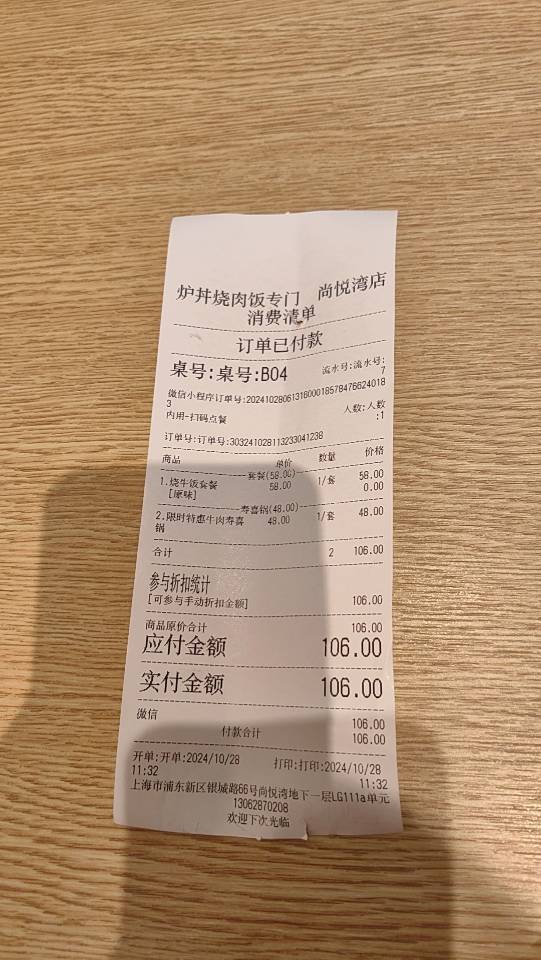 炉丼烧肉饭专门 尚悦湾店
消费清单
订单已付款
桌号:桌号:B04 流水号:流水号:
7
微信小程序订单号:2024102806131600018578476624018
3
内用-扫码点餐 人数:人数
:1
订单号:订单号:303241028113233041238
商品 单价 数量 价格
套餐(58.00)
1.烧牛饭套餐 58.00 1/套 58.00
[原味] 0.00
寿喜锅(48.00)
2.限时特惠牛肉寿喜 48.00 1/套 48.00
锅
合计 2 106.00
参与折扣统计
[可参与手动折扣金额] 106.00
商品原价合计 106.00
应付金额 106.00
实付金额 106.00
微信 106.00
付款合计 106.00
开单:开单:2024/10/28 打印:打印:2024/10/28
11:32 11:32
上海市浦东新区银城路66号尚悦湾地下一层LG111a单元
13062870208
欢迎下次光临